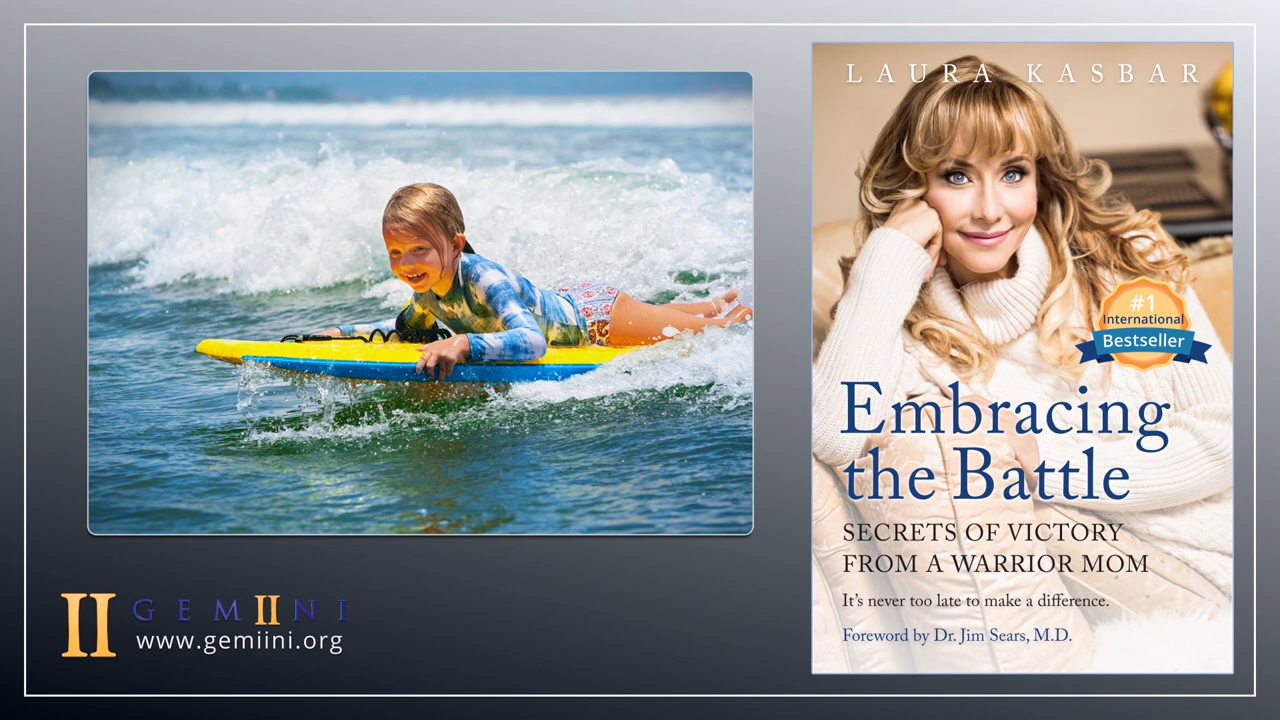 LAURA KASBAR
#1
International
Bestseller
Embracing
the Battle
SECRETS OF VICTORY
FROM A WARRIOR MOM
It's never too late to make a difference.
Foreword by Dr. Jim Sears, M.D.
II GEMIINI
www.gemiini.org